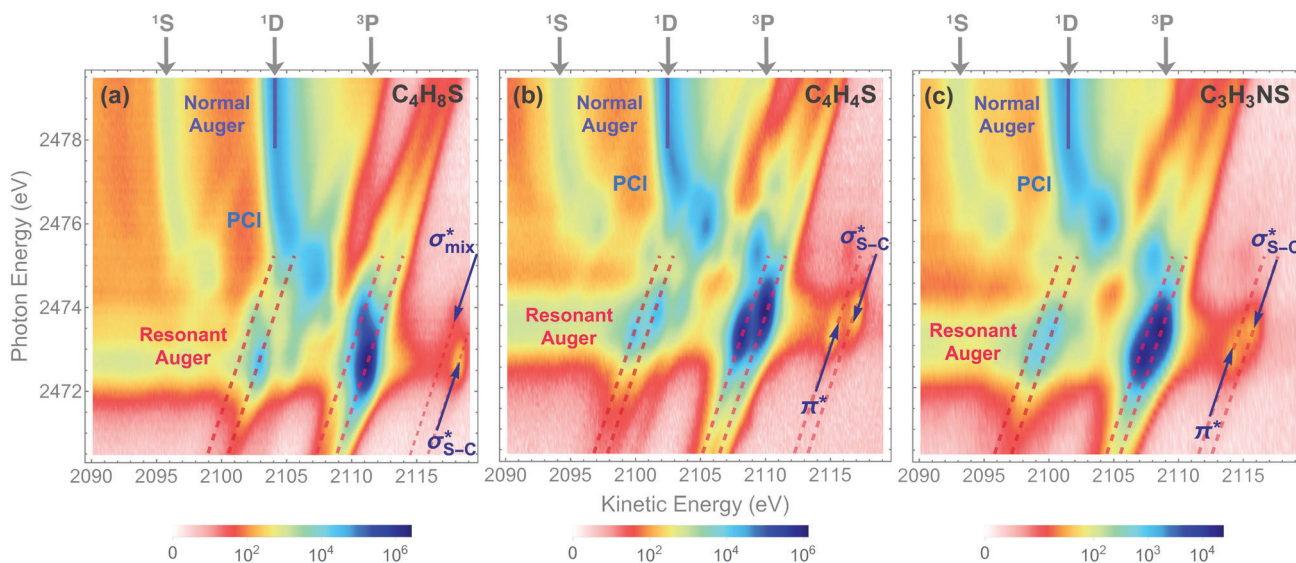 ¹S
¹D
³P
¹S
¹D
³P
¹S
¹D
³P
(a)
Normal
Auger
C₄H₈S
PCI
σ*mix
Resonant
Auger
σ*S–C
(b)
Normal
Auger
C₄H₄S
PCI
σ*S–C
Resonant
Auger
π*
(c)
Normal
Auger
C₃H₃NS
PCI
σ*S–C
Resonant
Auger
π*
Photon Energy (eV)
2478
2476
2474
2472
2090 2095 2100 2105 2110 2115
2090 2095 2100 2105 2110 2115
2090 2095 2100 2105 2110 2115
Kinetic Energy (eV)
0 10² 10⁴ 10⁶
0 10² 10⁴ 10⁶
0 10² 10³ 10⁴